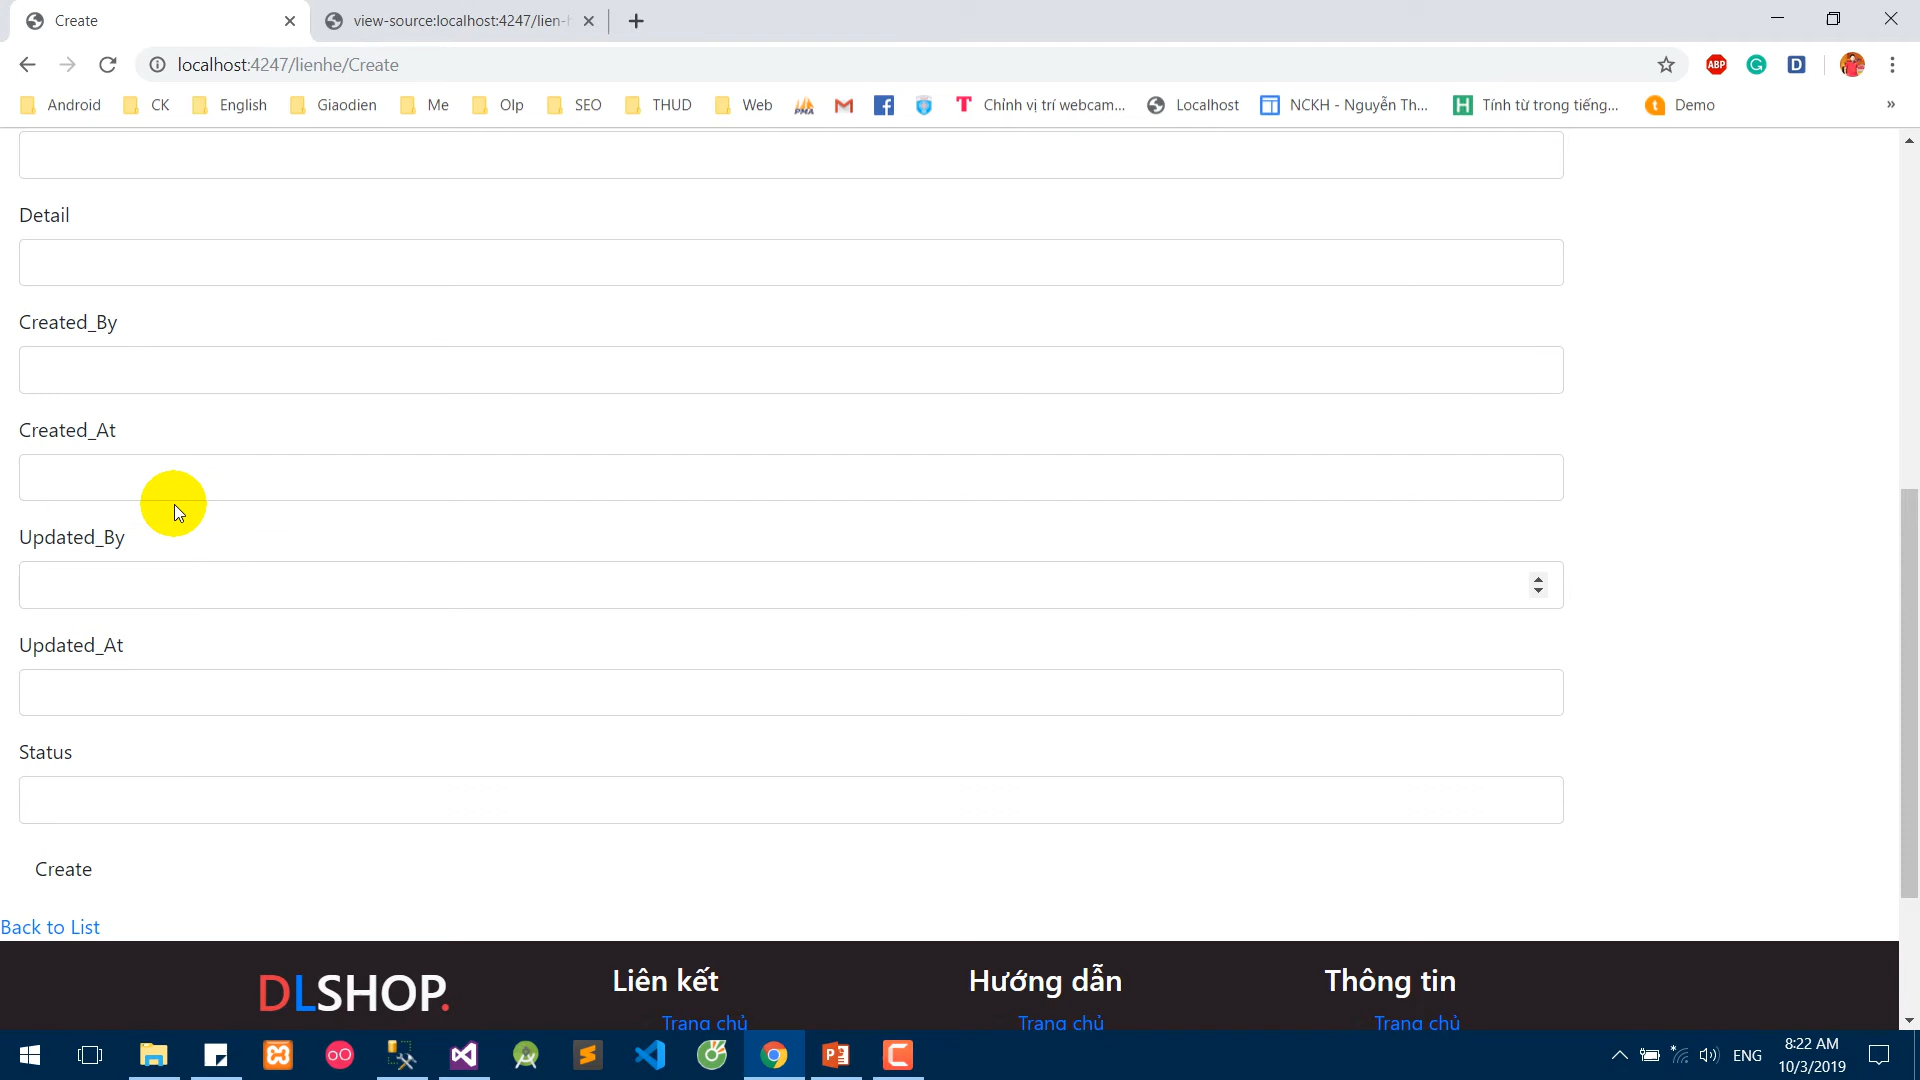 Create
view-source:localhost:4247/lien-
localhost:4247/lienhe/Create
ABP
G
D
Android
CK
English
Giaodien
Me
Olp
SEO
THUD
Web
PMA
T Chỉnh vị trí webcam...
Localhost
NCKH - Nguyễn Th...
H Tính từ trong tiếng...
t Demo
»
Detail
Created_By
Created_At
Updated_By
Updated_At
Status
Create
Back to List
DLSHOP.
Liên kết
Hướng dẫn
Thông tin
Trang chủ
Trang chủ
Trang chủ
ENG
8:22 AM
10/3/2019